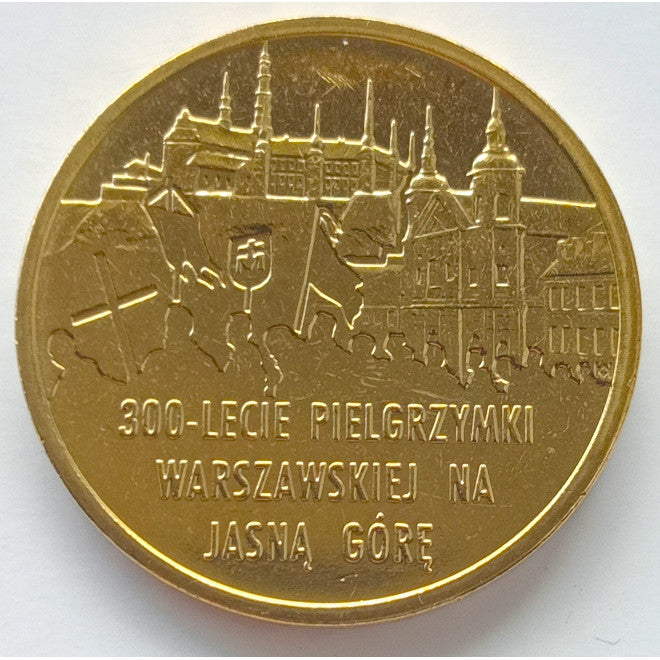 300-LECIE PIELGRZYMKI
WARSZAWSKIEJ NA
JASNĄ GÓRĘ